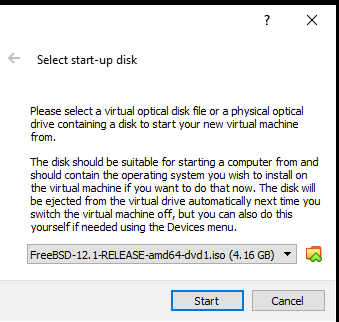 ?
Select start-up disk
Please select a virtual optical disk file or a physical optical
drive containing a disk to start your new virtual machine
from.
The disk should be suitable for starting a computer from and
should contain the operating system you wish to install on
the virtual machine if you want to do that now. The disk will
be ejected from the virtual drive automatically next time you
switch the virtual machine off, but you can also do this
yourself if needed using the Devices menu.
FreeBSD-12.1-RELEASE-amd64-dvd1.iso (4.16 GB)
Start Cancel